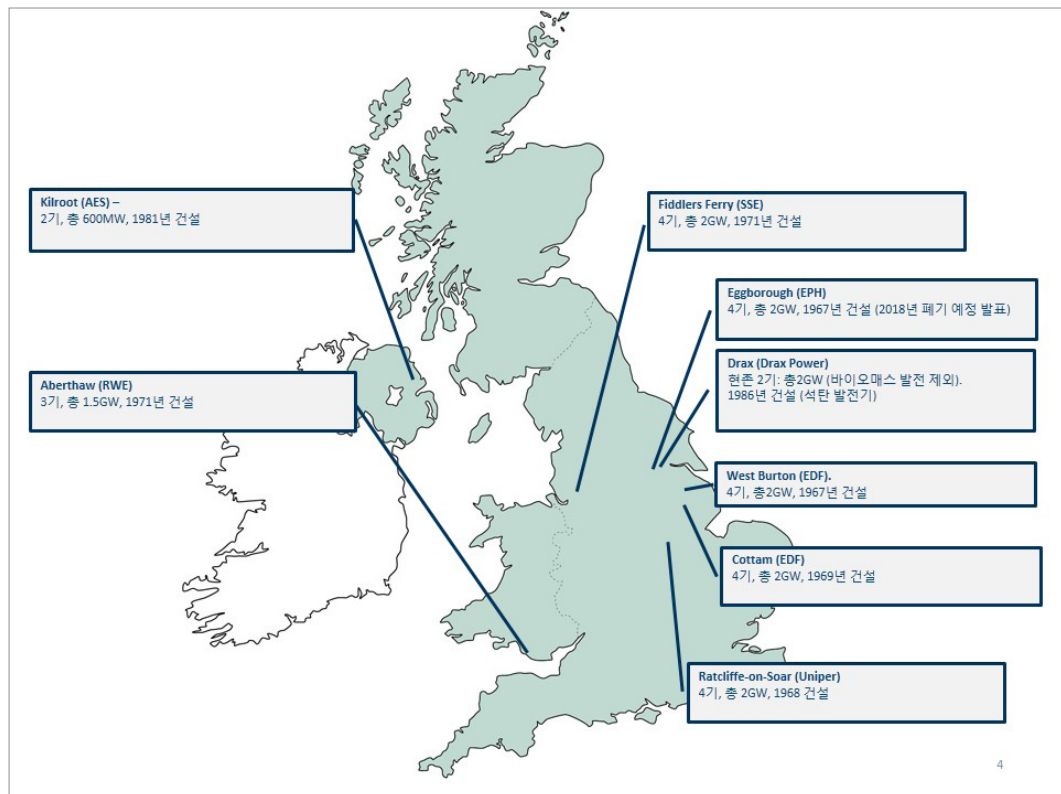 Kilroot (AES) –
2기, 총 600MW, 1981년 건설
Fiddlers Ferry (SSE)
4기, 총 2GW, 1971년 건설
Eggborough (EPH)
4기, 총 2GW, 1967년 건설 (2018년 폐기 예정 발표)
Drax (Drax Power)
현존 2기: 총2GW (바이오매스 발전 제외).
1986년 건설 (석탄 발전기)
Aberthaw (RWE)
3기, 총 1.5GW, 1971년 건설
West Burton (EDF).
4기, 총2GW, 1967년 건설
Cottam (EDF)
4기, 총 2GW, 1969년 건설
Ratcliffe-on-Soar (Uniper)
4기, 총 2GW, 1968 건설
4